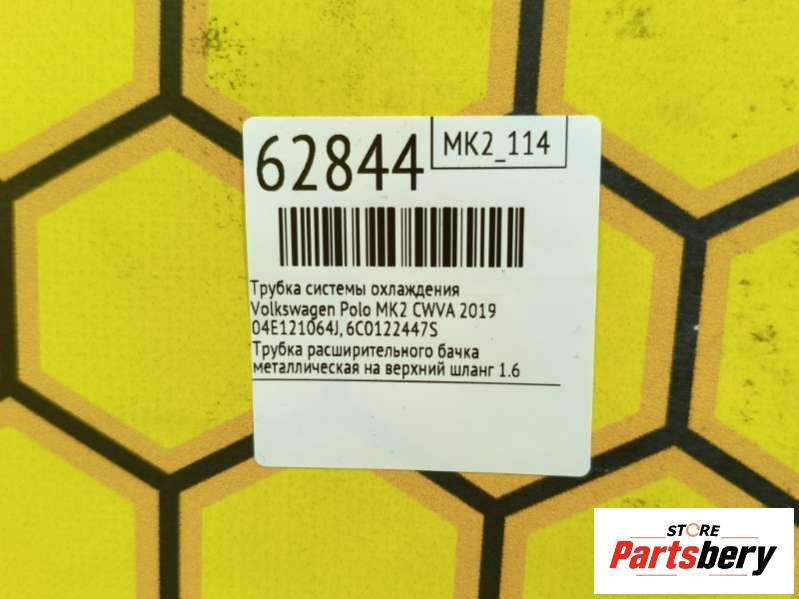 62844
MK2_114
Трубка системы охлаждения
Volkswagen Polo MK2 CWVA 2019
04E121064J, 6C0122447S
Трубка расширительного бачка
металлическая на верхний шланг 1.6
STORE
Partsbery